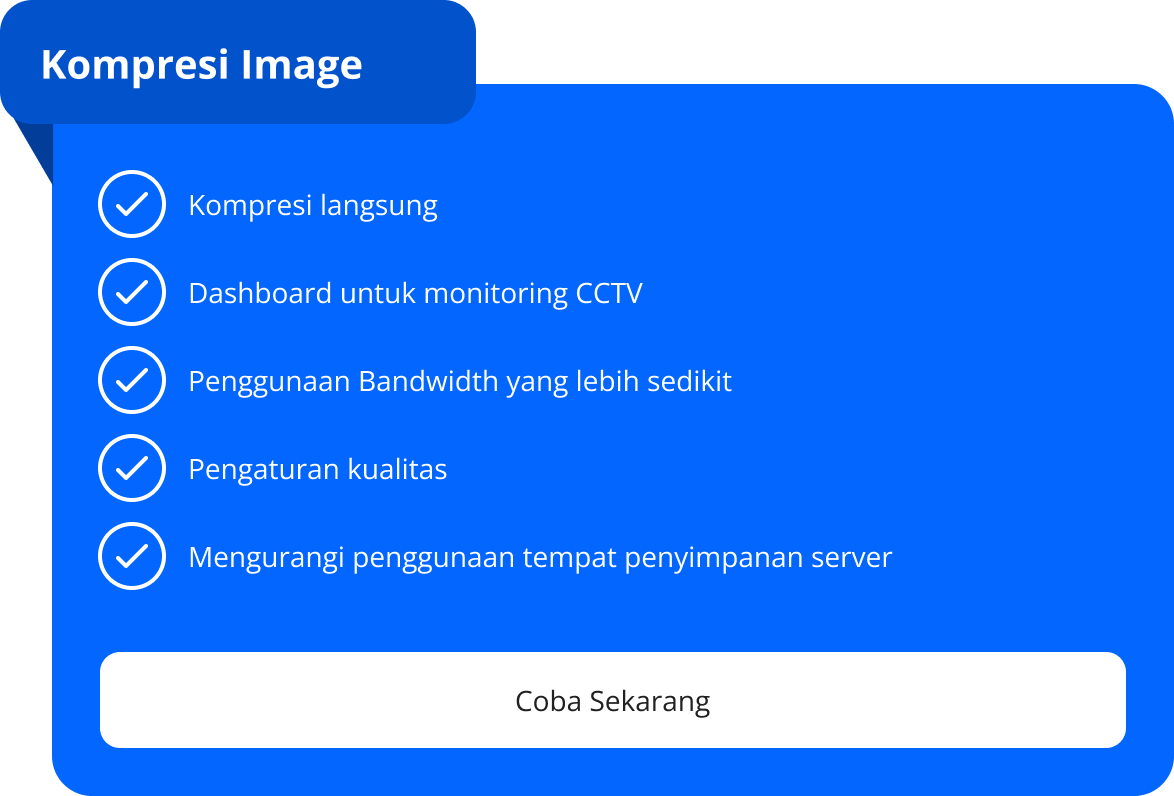 Kompresi Image
Kompresi langsung
Dashboard untuk monitoring CCTV
Penggunaan Bandwidth yang lebih sedikit
Pengaturan kualitas
Mengurangi penggunaan tempat penyimpanan server
Coba Sekarang